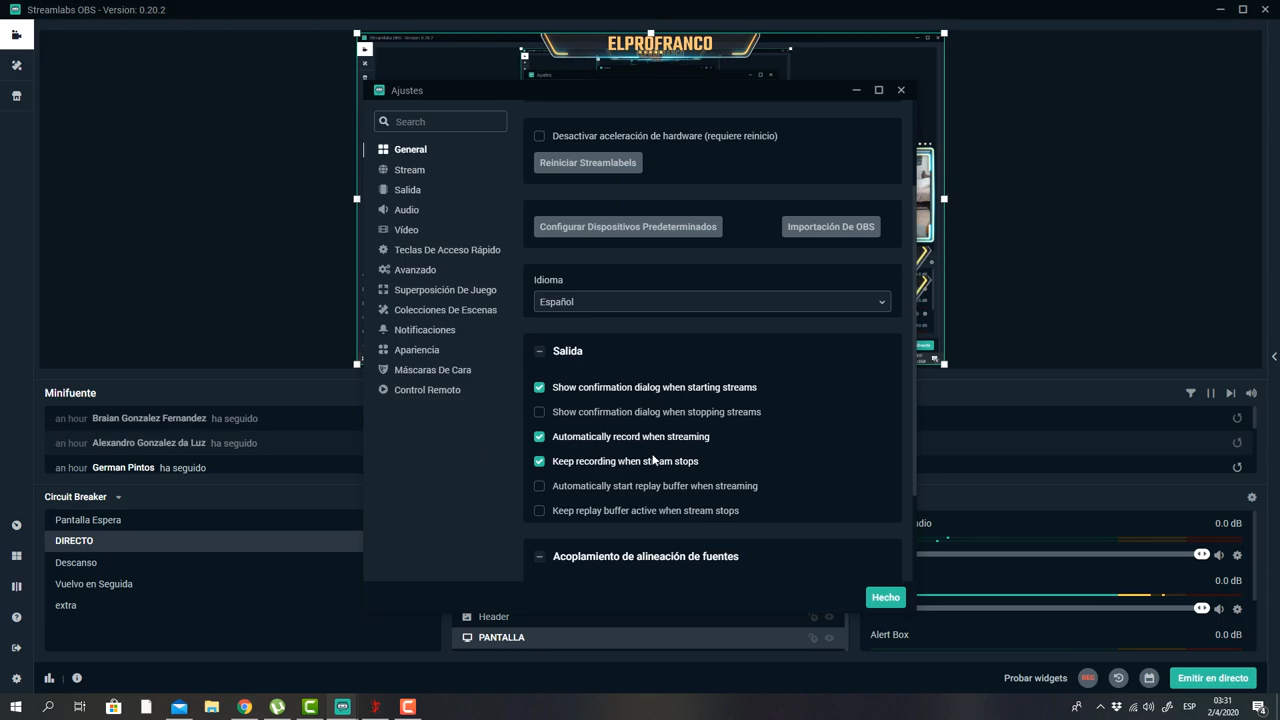 Streamlabs OBS - Version: 0.20.2
ELPROFRANCO
Ajustes
Search
General
Stream
Salida
Audio
Vídeo
Teclas De Acceso Rápido
Avanzado
Superposición De Juego
Colecciones De Escenas
Notificaciones
Apariencia
Máscaras De Cara
Control Remoto
Desactivar aceleración de hardware (requiere reinicio)
Reiniciar Streamlabels
Configurar Dispositivos Predeterminados
Importación De OBS
Idioma
Español
Salida
Show confirmation dialog when starting streams
Show confirmation dialog when stopping streams
Automatically record when streaming
Keep recording when stream stops
Automatically start replay buffer when streaming
Keep replay buffer active when stream stops
Acoplamiento de alineación de fuentes
Hecho
Minifuente
an hour Braian Gonzalez Fernandez ha seguido
an hour Alexandro Gonzalez da Luz ha seguido
an hour German Pintos ha seguido
Circuit Breaker
Pantalla Espera
DIRECTO
Descanso
Vuelvo en Seguida
extra
Header
PANTALLA
0.0 dB
0.0 dB
Alert Box 0.0 dB
Probar widgets
REC
Emitir en directo
ESP
03:31
2/4/2020